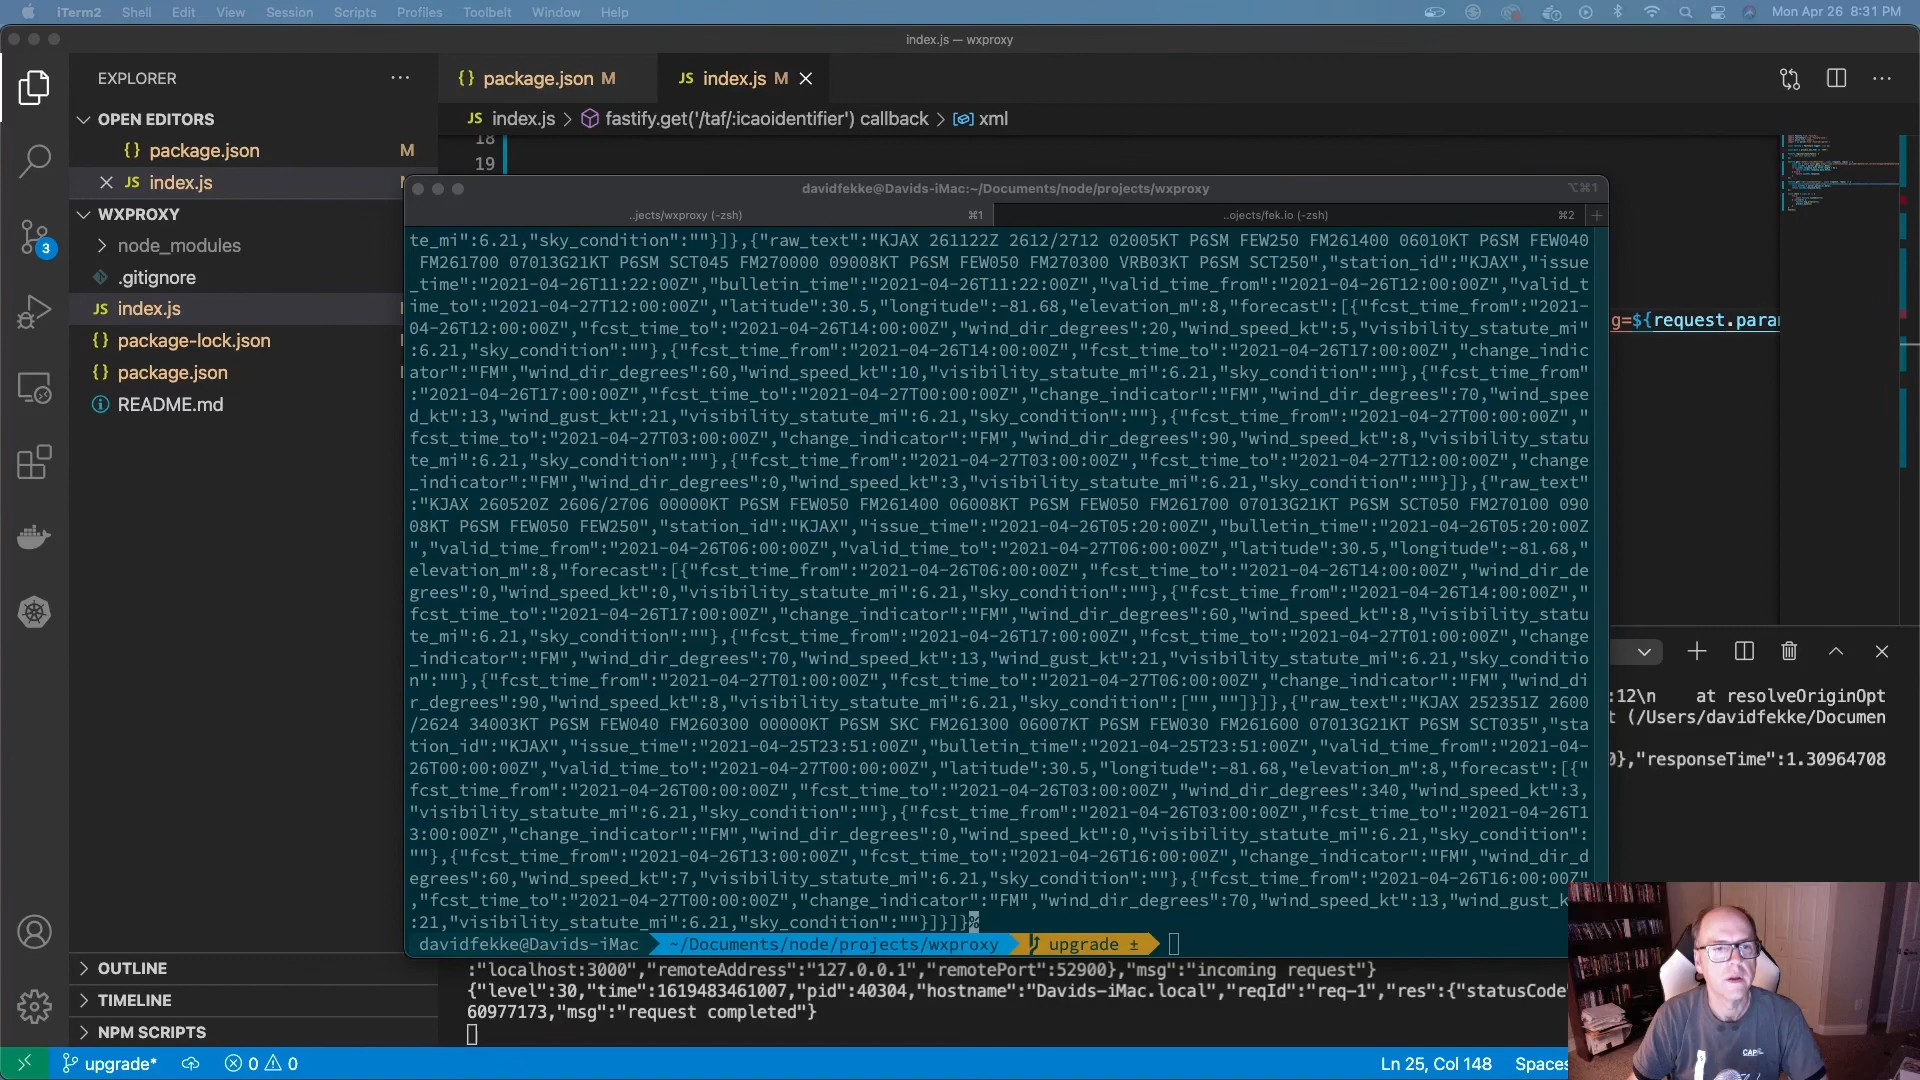 iTerm2 Shell Edit View Session Scripts Profiles Toolbelt Window Help Mon Apr 26 8:31 PM
index.js — wxproxy
EXPLORER
{} package.json M JS index.js M
OPEN EDITORS
JS index.js > fastify.get('/taf/:icaoidentifier') callback > xml
{} package.json M
18
19
JS index.js
WXPROXY
node_modules
.gitignore
JS index.js
{} package-lock.json
{} package.json
README.md
3
davidfekke@Davids-iMac:~/Documents/node/projects/wxproxy
⌥⌘1
..jects/wxproxy (-zsh) ⌘1 ..ojects/fek.io (-zsh) ⌘2
te_mi":6.21,"sky_condition":""}]},{"raw_text":"KJAX 261122Z 2612/2712 02005KT P6SM FEW250 FM261400 06010KT P6SM FEW040
FM261700 07013G21KT P6SM SCT045 FM270000 09008KT P6SM FEW050 FM270300 VRB03KT P6SM SCT250","station_id":"KJAX","issue
_time":"2021-04-26T11:22:00Z","bulletin_time":"2021-04-26T11:22:00Z","valid_time_from":"2021-04-26T12:00:00Z","valid_t
ime_to":"2021-04-27T12:00:00Z","latitude":30.5,"longitude":-81.68,"elevation_m":8,"forecast":[{"fcst_time_from":"2021-
04-26T12:00:00Z","fcst_time_to":"2021-04-26T14:00:00Z","wind_dir_degrees":20,"wind_speed_kt":5,"visibility_statute_mi"
:6.21,"sky_condition":""},{"fcst_time_from":"2021-04-26T14:00:00Z","fcst_time_to":"2021-04-26T17:00:00Z","change_indic
ator":"FM","wind_dir_degrees":60,"wind_speed_kt":10,"visibility_statute_mi":6.21,"sky_condition":""},{"fcst_time_from"
:"2021-04-26T17:00:00Z","fcst_time_to":"2021-04-27T00:00:00Z","change_indicator":"FM","wind_dir_degrees":70,"wind_spee
d_kt":13,"wind_gust_kt":21,"visibility_statute_mi":6.21,"sky_condition":""},{"fcst_time_from":"2021-04-27T00:00:00Z","
fcst_time_to":"2021-04-27T03:00:00Z","change_indicator":"FM","wind_dir_degrees":90,"wind_speed_kt":8,"visibility_statu
te_mi":6.21,"sky_condition":""},{"fcst_time_from":"2021-04-27T03:00:00Z","fcst_time_to":"2021-04-27T12:00:00Z","change
_indicator":"FM","wind_dir_degrees":0,"wind_speed_kt":3,"visibility_statute_mi":6.21,"sky_condition":""}]},{"raw_text"
:"KJAX 260520Z 2606/2706 00000KT P6SM FEW050 FM261400 06008KT P6SM FEW050 FM261700 07013G21KT P6SM SCT050 FM270100 090
08KT P6SM FEW050 FEW250","station_id":"KJAX","issue_time":"2021-04-26T05:20:00Z","bulletin_time":"2021-04-26T05:20:00Z
","valid_time_from":"2021-04-26T06:00:00Z","valid_time_to":"2021-04-27T06:00:00Z","latitude":30.5,"longitude":-81.68,"
elevation_m":8,"forecast":[{"fcst_time_from":"2021-04-26T06:00:00Z","fcst_time_to":"2021-04-26T14:00:00Z","wind_dir_de
grees":0,"wind_speed_kt":0,"visibility_statute_mi":6.21,"sky_condition":""},{"fcst_time_from":"2021-04-26T14:00:00Z","
fcst_time_to":"2021-04-26T17:00:00Z","change_indicator":"FM","wind_dir_degrees":60,"wind_speed_kt":8,"visibility_statu
te_mi":6.21,"sky_condition":""},{"fcst_time_from":"2021-04-26T17:00:00Z","fcst_time_to":"2021-04-27T01:00:00Z","change
_indicator":"FM","wind_dir_degrees":70,"wind_speed_kt":13,"wind_gust_kt":21,"visibility_statute_mi":6.21,"sky_conditio
n":""},{"fcst_time_from":"2021-04-27T01:00:00Z","fcst_time_to":"2021-04-27T06:00:00Z","change_indicator":"FM","wind_di
r_degrees":90,"wind_speed_kt":8,"visibility_statute_mi":6.21,"sky_condition":["",""]}]},{"raw_text":"KJAX 252351Z 2600
/2624 34003KT P6SM FEW040 FM260300 00000KT P6SM SKC FM261300 06007KT P6SM FEW030 FM261600 07013G21KT P6SM SCT035","sta
tion_id":"KJAX","issue_time":"2021-04-25T23:51:00Z","bulletin_time":"2021-04-25T23:51:00Z","valid_time_from":"2021-04-
26T00:00:00Z","valid_time_to":"2021-04-27T00:00:00Z","latitude":30.5,"longitude":-81.68,"elevation_m":8,"forecast":[{"
fcst_time_from":"2021-04-26T00:00:00Z","fcst_time_to":"2021-04-26T03:00:00Z","wind_dir_degrees":340,"wind_speed_kt":3,
"visibility_statute_mi":6.21,"sky_condition":""},{"fcst_time_from":"2021-04-26T03:00:00Z","fcst_time_to":"2021-04-26T1
3:00:00Z","change_indicator":"FM","wind_dir_degrees":0,"wind_speed_kt":0,"visibility_statute_mi":6.21,"sky_condition":
""},{"fcst_time_from":"2021-04-26T13:00:00Z","fcst_time_to":"2021-04-26T16:00:00Z","change_indicator":"FM","wind_dir_d
egrees":60,"wind_speed_kt":7,"visibility_statute_mi":6.21,"sky_condition":""},{"fcst_time_from":"2021-04-26T16:00:00Z"
,"fcst_time_to":"2021-04-27T00:00:00Z","change_indicator":"FM","wind_dir_degrees":70,"wind_speed_kt":13,"wind_gust_k
:21,"visibility_statute_mi":6.21,"sky_condition":""}]}]}%
davidfekke@Davids-iMac ~/Documents/node/projects/wxproxy upgrade ±
g=${request.para
:12\n at resolveOriginOpt
t (/Users/davidfekke/Documen
0},"responseTime":1.30964708
:"localhost:3000","remoteAddress":"127.0.0.1","remotePort":52900},"msg":"incoming request"}
{"level":30,"time":1619483461007,"pid":40304,"hostname":"Davids-iMac.local","reqId":"req-1","res":{"statusCode
60977173,"msg":"request completed"}
OUTLINE
TIMELINE
NPM SCRIPTS
upgrade* 0 0 Ln 25, Col 148 Spaces